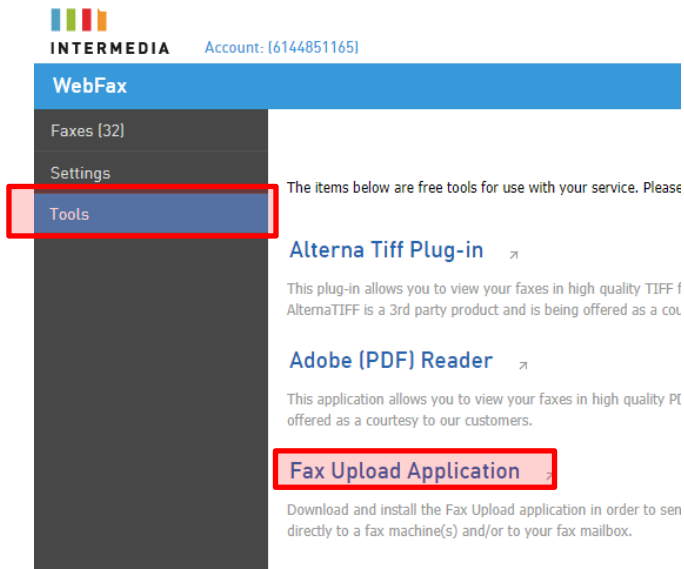 INTERMEDIA
Account: (6144851165)
WebFax
Faxes (32)
Settings
Tools
The items below are free tools for use with your service. Please
Alterna Tiff Plug-in
This plug-in allows you to view your faxes in high quality TIFF f
AlternaTIFF is a 3rd party product and is being offered as a cou
Adobe (PDF) Reader
This application allows you to view your faxes in high quality PD
offered as a courtesy to our customers.
Fax Upload Application
Download and install the Fax Upload application in order to sen
directly to a fax machine(s) and/or to your fax mailbox.